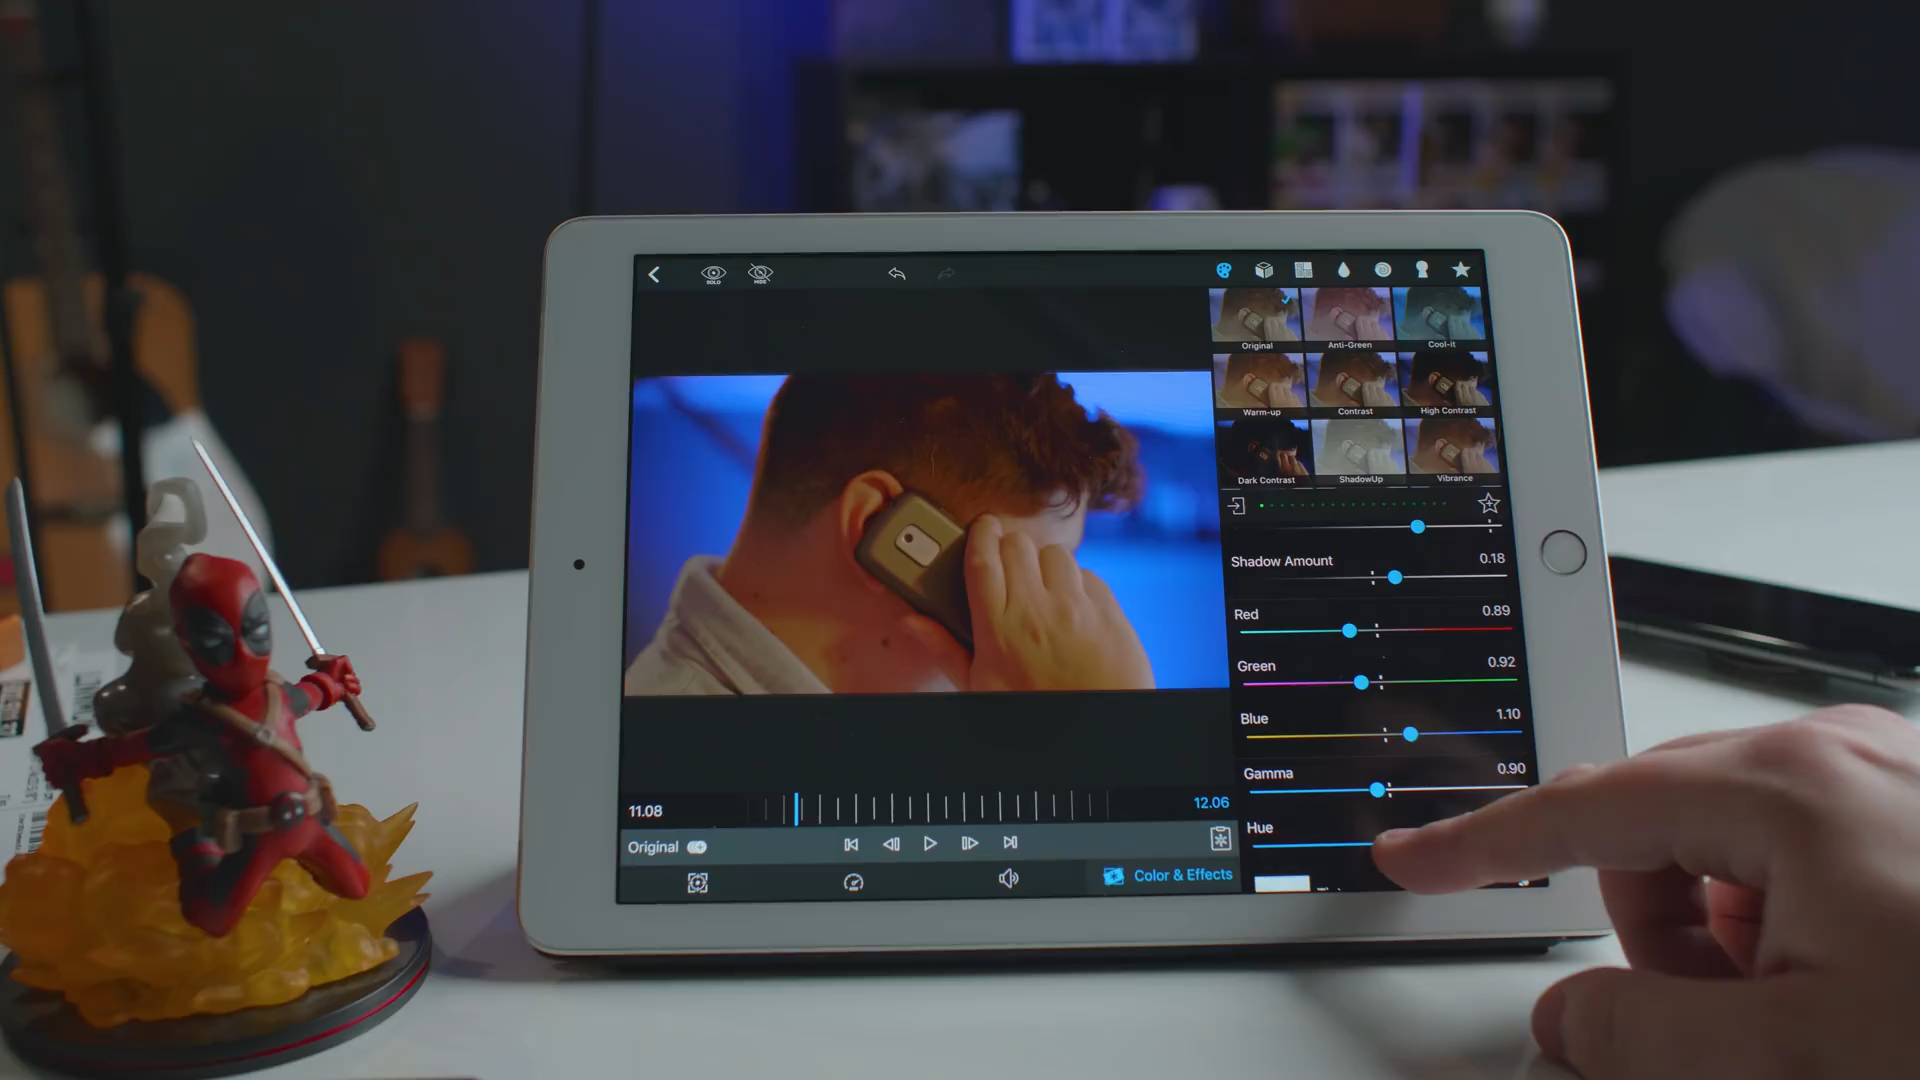 SOLO
HIDE
Original
Anti-Green
Cool-it
Warm-up
Contrast
High Contrast
Dark Contrast
ShadowUp
Vibrance
Shadow Amount 0.18
Red 0.89
Green 0.92
Blue 1.10
Gamma 0.90
Hue
11.08
12.06
Original
Color & Effects